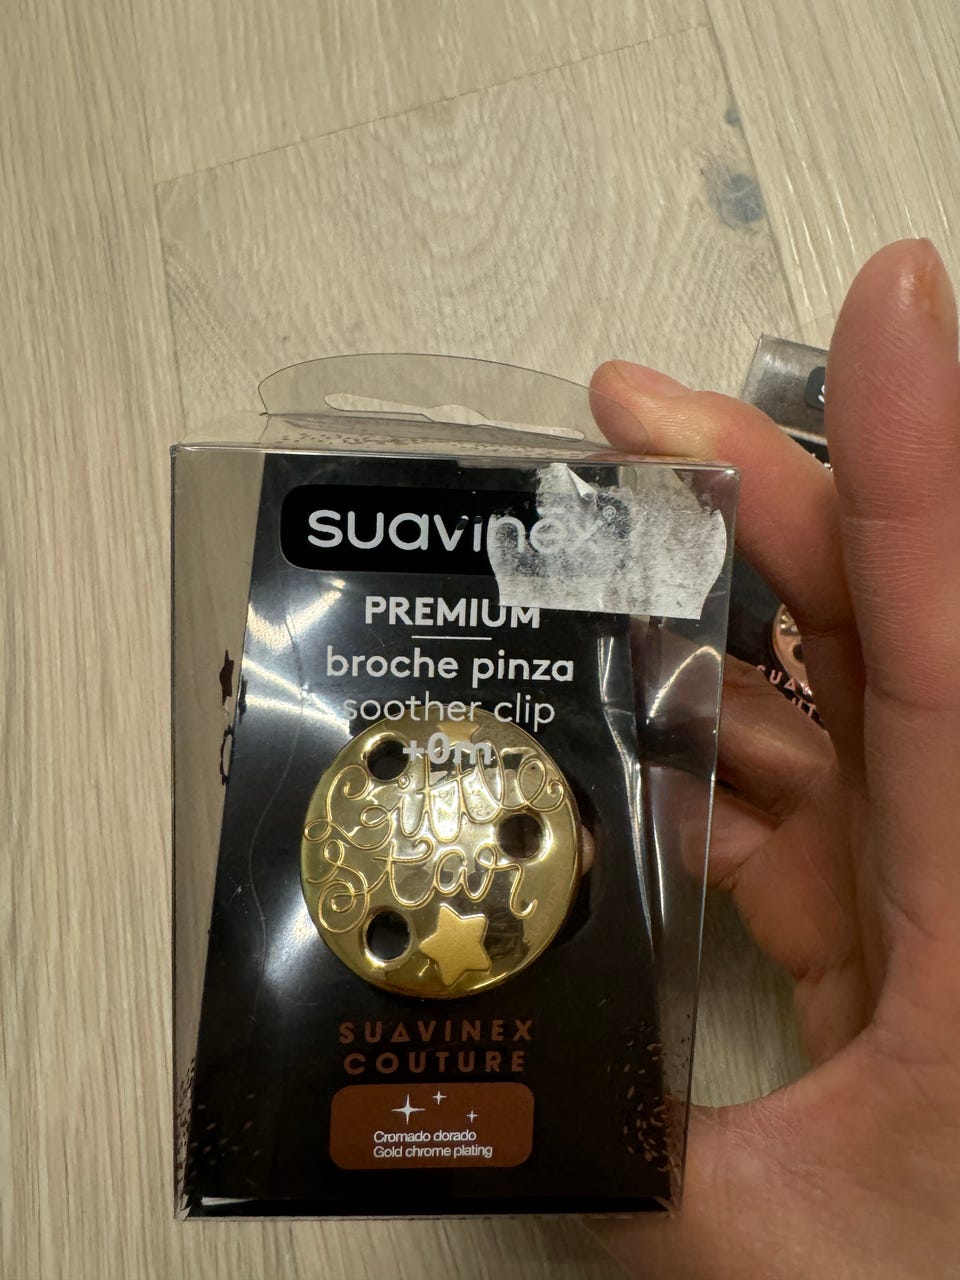 suavinex®
PREMIUM
broche pinza
soother clip
+0m
Little
Star
SUAVINEX
COUTURE
Cromado dorado
Gold chrome plating